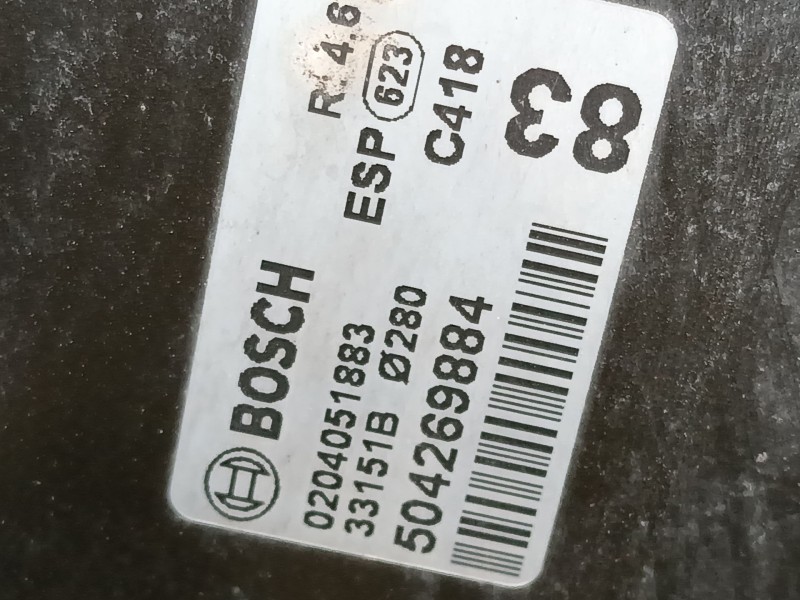 BOSCH R. 4.6
0204051883 ESP 623
33151B Ø280
504269884 C418
83